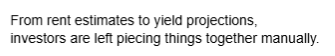 From rent estimates to yield projections,
investors are left piecing things together manually.